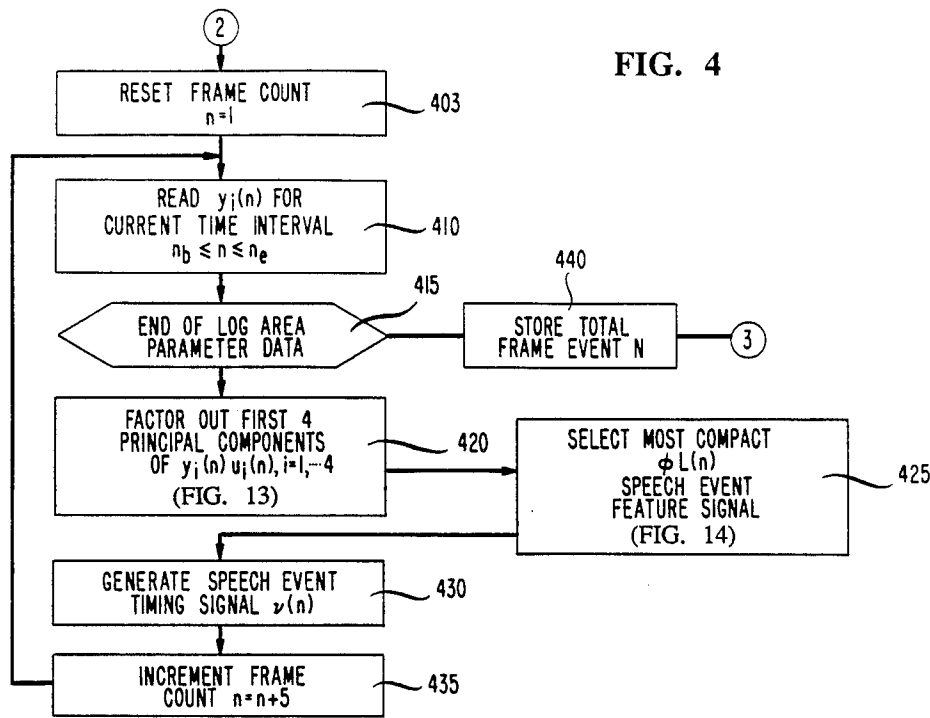 2
FIG. 4
RESET FRAME COUNT
n=1
403
READ yi(n) FOR
CURRENT TIME INTERVAL
nb ≤ n ≤ ne
410
END OF LOG AREA
PARAMETER DATA
415
440
STORE TOTAL
FRAME EVENT N
3
FACTOR OUT FIRST 4
PRINCIPAL COMPONENTS
OF yi(n) ui(n), i=1,···4
(FIG. 13)
420
SELECT MOST COMPACT
ϕL(n)
SPEECH EVENT
FEATURE SIGNAL
(FIG. 14)
425
GENERATE SPEECH EVENT
TIMING SIGNAL ν(n)
430
INCREMENT FRAME
COUNT n=n+5
435